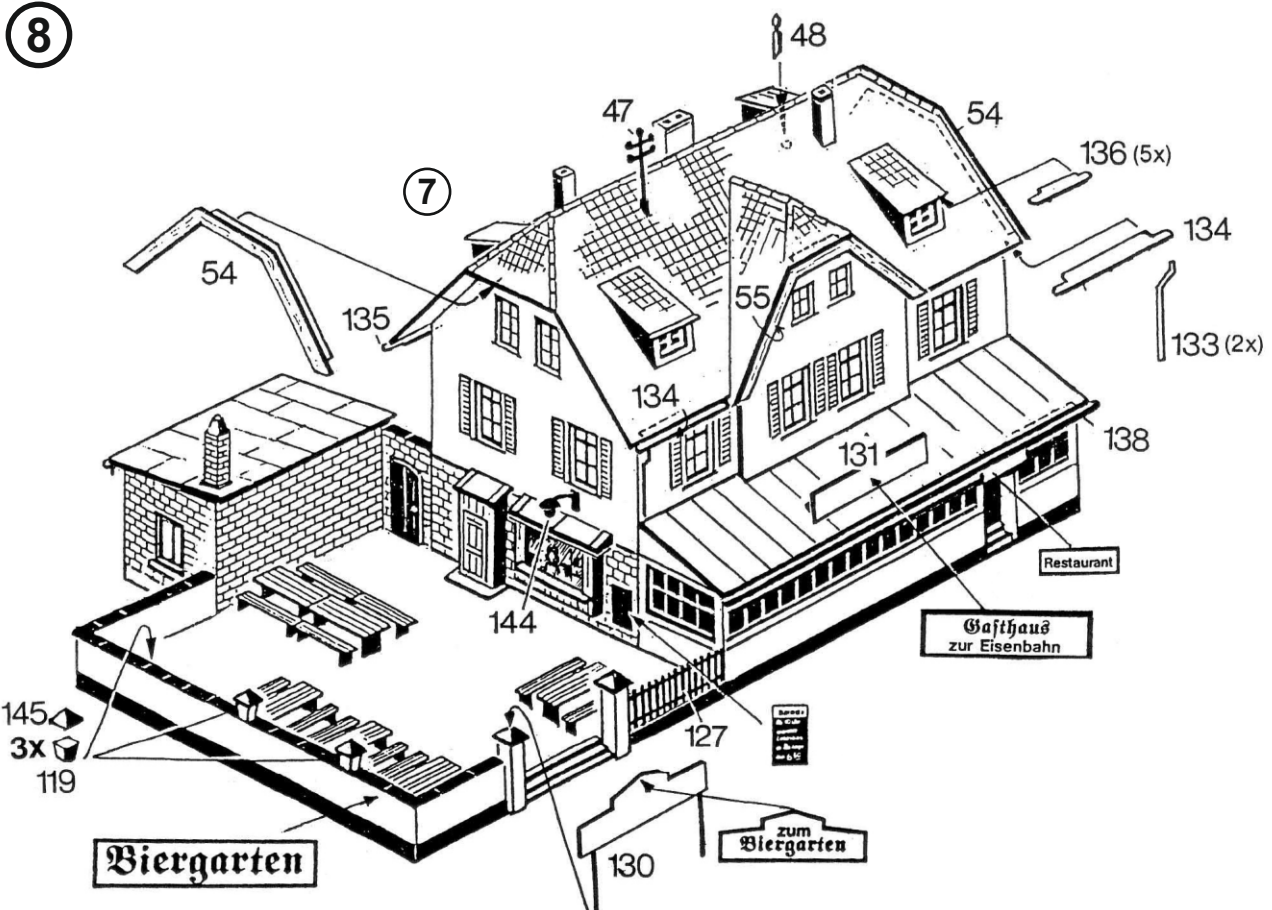 8
48
47
54
136 (5x)
7
134
54
55
135
133 (2x)
134
131
138
Restaurant
144
Gaſthaus
zur Eisenbahn
145
3x
119
127
zum
Biergarten
Biergarten
130